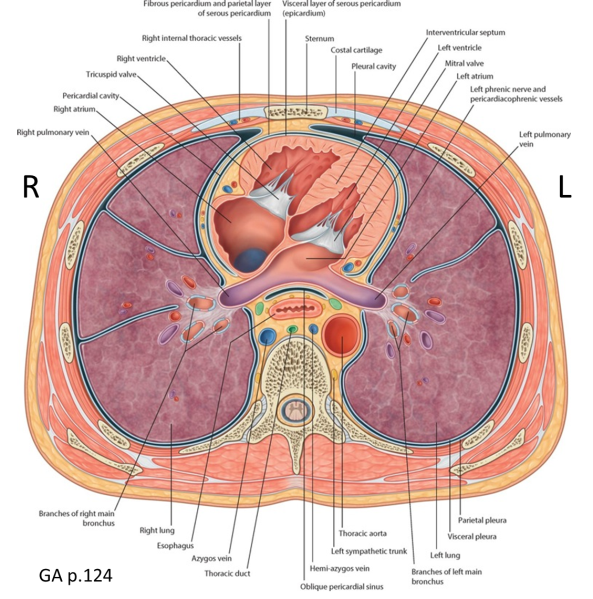 Fibrous pericardium and parietal layer
of serous pericardium
Visceral layer of serous pericardium
(epicardium)
Right internal thoracic vessels
Sternum
Interventricular septum
Costal cartilage
Left ventricle
Right ventricle
Pleural cavity
Mitral valve
Tricuspid valve
Left atrium
Pericardial cavity
Left phrenic nerve and
pericardiacophrenic vessels
Right atrium
Right pulmonary vein
Left pulmonary
vein
R
L
Branches of right main
bronchus
Right lung
Esophagus
Azygos vein
Thoracic duct
Oblique pericardial sinus
Hemi-azygos vein
Left sympathetic trunk
Thoracic aorta
Branches of left main
bronchus
Left lung
Visceral pleura
Parietal pleura
GA p.124